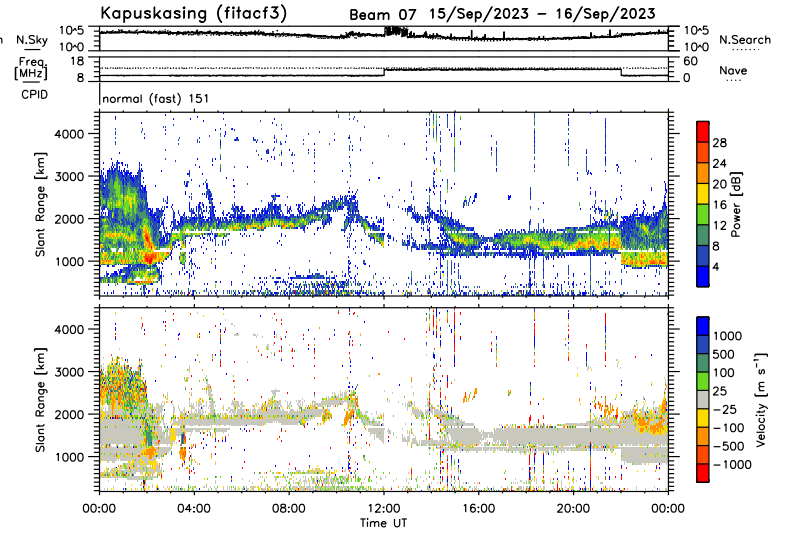 Kapuskasing (fitacf3) Beam 07 15/Sep/2023 – 16/Sep/2023
N.Sky 10^5 10^0 10^5 10^0 N.Search
Freq. [MHz] 18 8 60 0 Nave
CPID normal (fast) 151
Slant Range [km] 4000 3000 2000 1000
Power [dB] 28 24 20 16 12 8 4
Slant Range [km] 4000 3000 2000 1000
Velocity [m s⁻¹] 1000 500 100 25 −25 −100 −500 −1000
00:00 04:00 08:00 12:00 16:00 20:00 00:00
Time UT